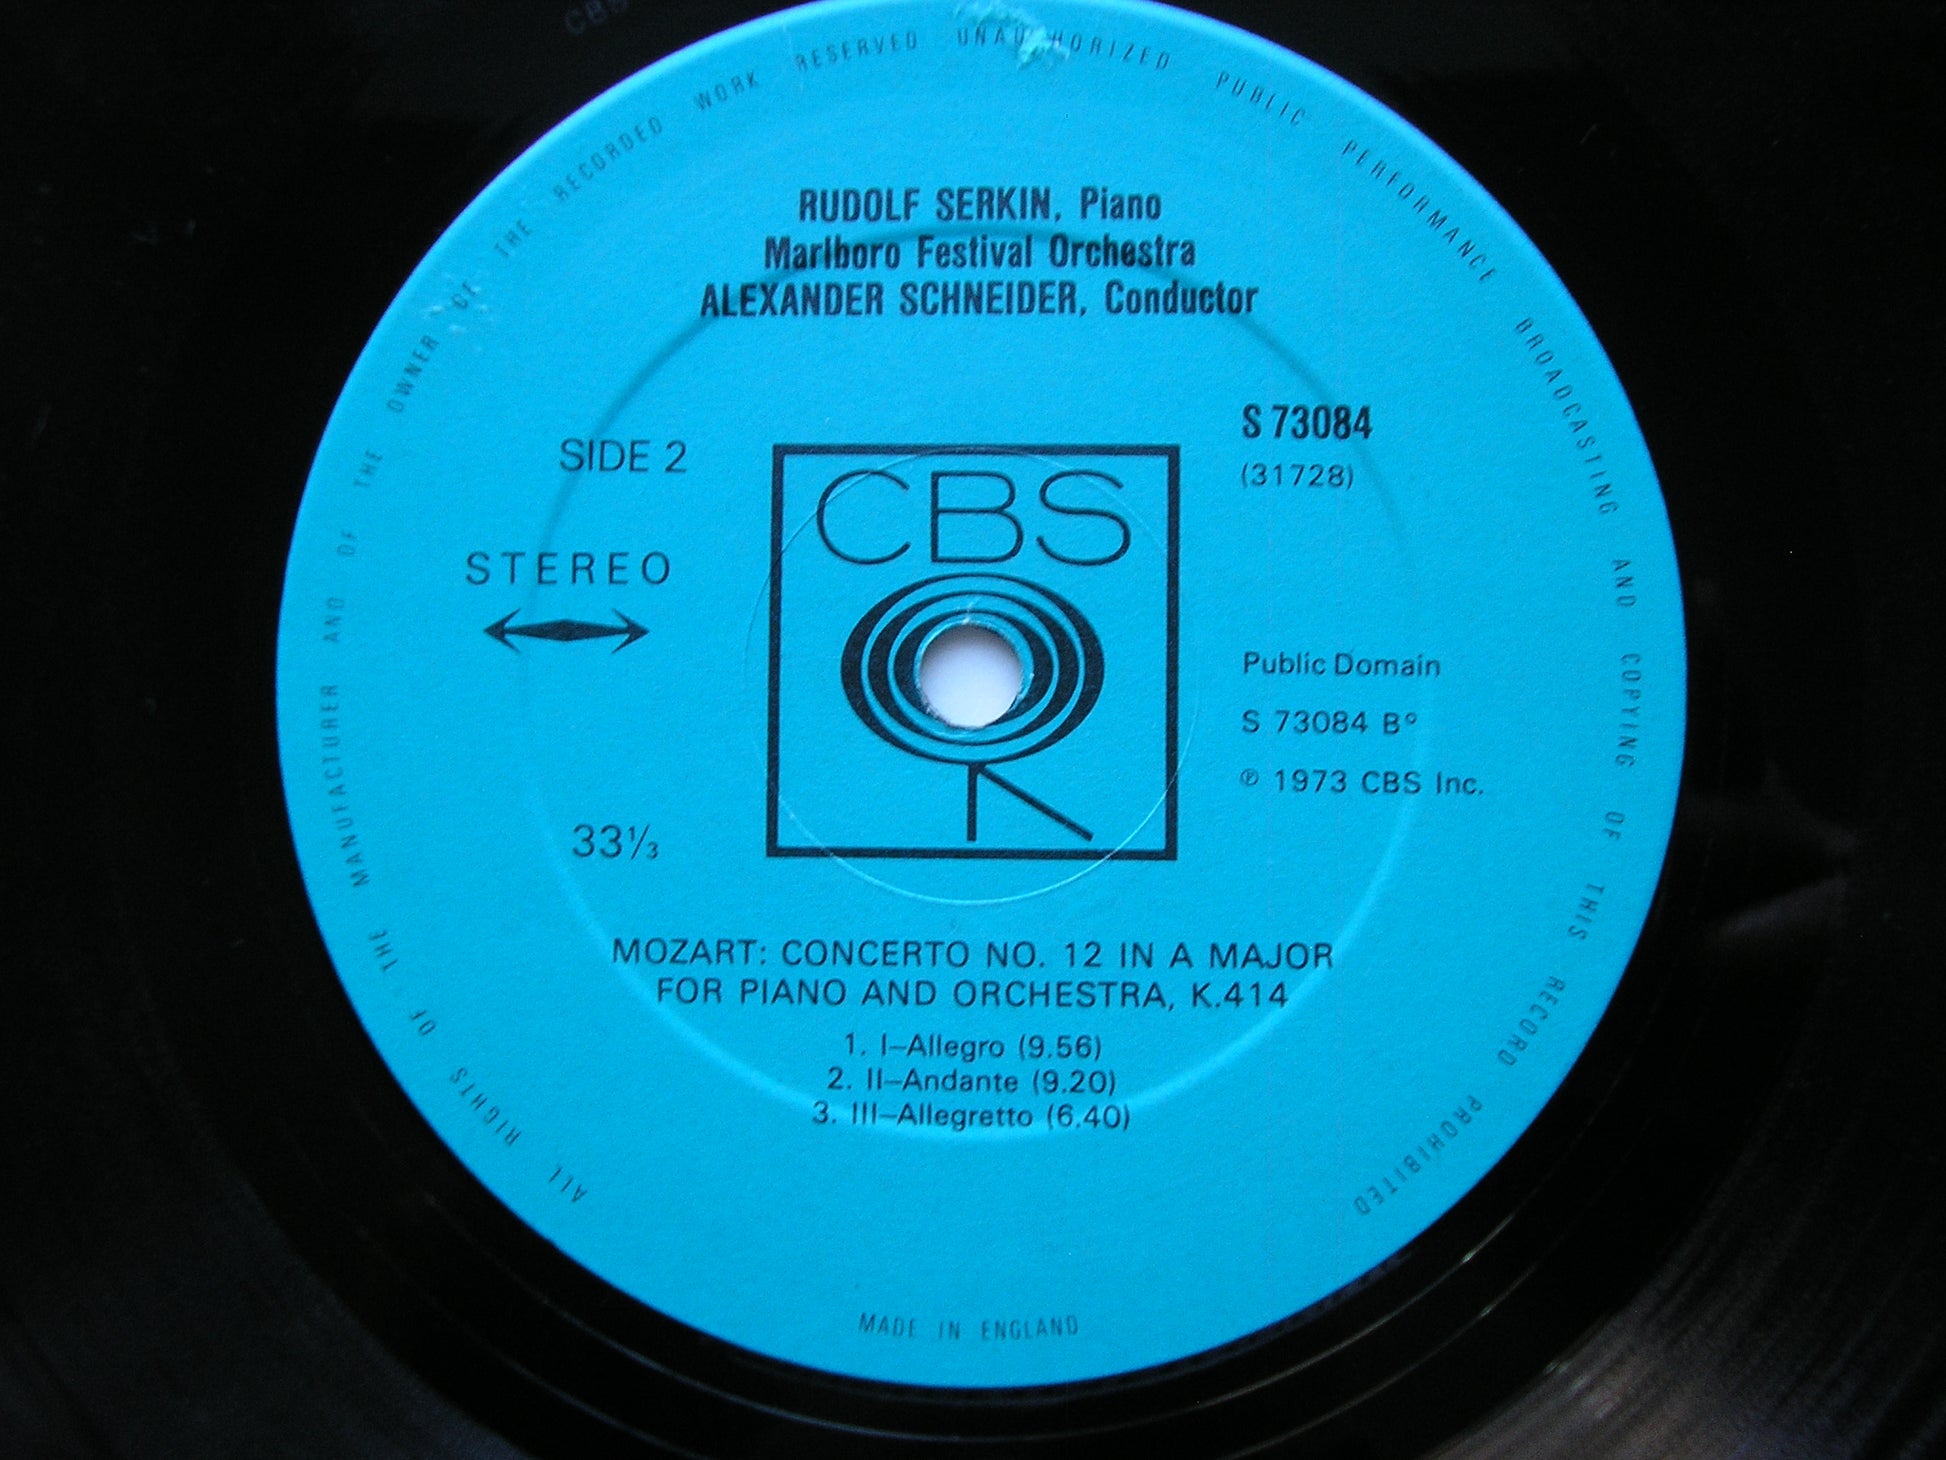 ALL RIGHTS OF THE MANUFACTURER AND OF THE OWNER OF THE RECORDED WORK RESERVED UNAUTHORIZED PUBLIC PERFORMANCE BROADCASTING AND COPYING OF THIS RECORD PROHIBITED
RUDOLF SERKIN, Piano
Marlboro Festival Orchestra
ALEXANDER SCHNEIDER, Conductor
S 73084
(31728)
SIDE 2
CBS
STEREO
Public Domain
S 73084 B°
℗ 1973 CBS Inc.
33⅓
MOZART: CONCERTO NO. 12 IN A MAJOR
FOR PIANO AND ORCHESTRA, K.414
1. I–Allegro (9.56)
2. II–Andante (9.20)
3. III–Allegretto (6.40)
MADE IN ENGLAND